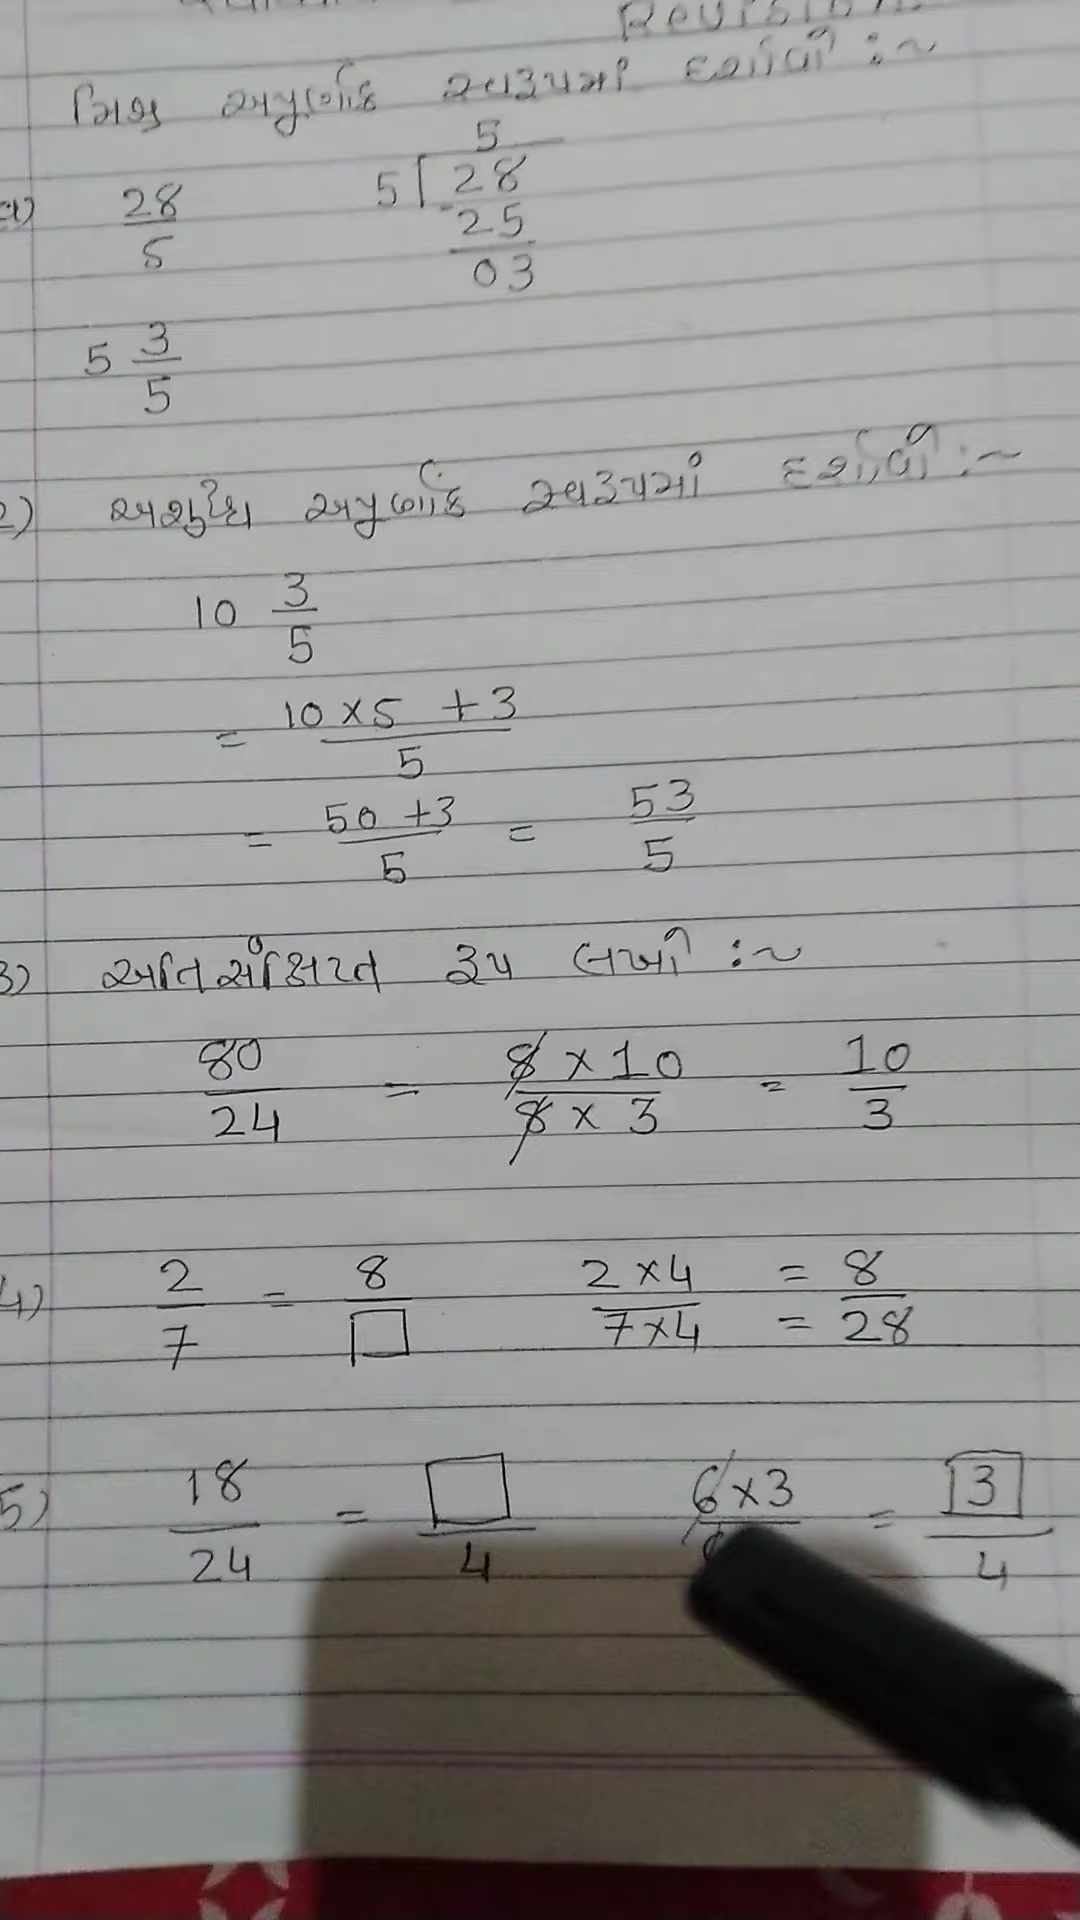 Revision
મિશ્ર અપૂર્ણાંક સ્વરૂપમાં દર્શાવો :~
5
28 5 28
5 25
03
5 3
5
2) અશુદ્ધ અપૂર્ણાંક સ્વરૂપમાં દર્શાવો :~
10 3
5
= 10 × 5 + 3
5
= 50 + 3 = 53
5 5
3) અતિસંક્ષિપ્ત રૂપ લખો :~
80 = 8 × 10 = 10
24 8 × 3 3
4) 2 = 8 2 × 4 = 8
7 □ 7 × 4 = 28
5) 18 = □ 6 × 3 = 3
24 4 4